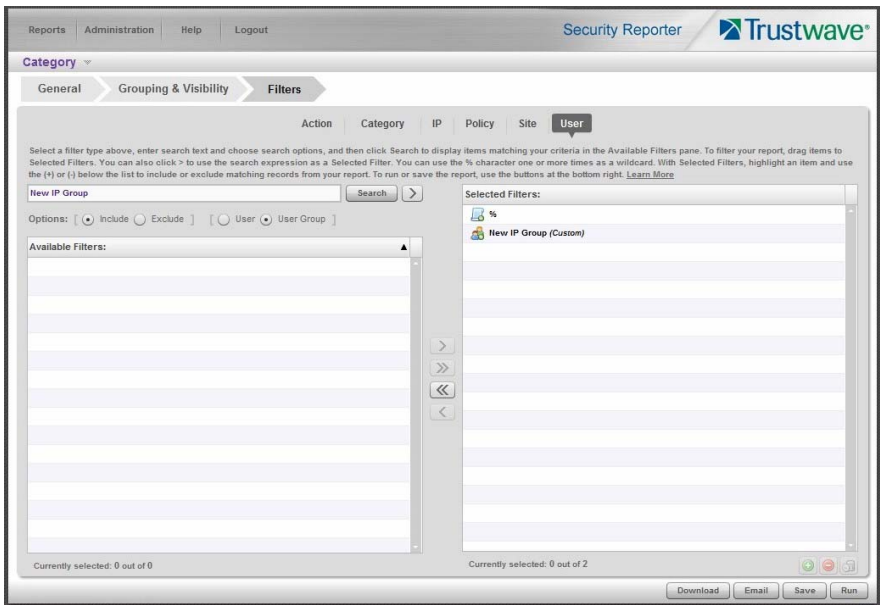 Reports Administration Help Logout
Security Reporter
Trustwave®
Category
General Grouping & Visibility Filters
Action Category IP Policy Site User
Select a filter type above, enter search text and choose search options, and then click Search to display items matching your criteria in the Available Filters pane. To filter your report, drag items to
Selected Filters. You can also click > to use the search expression as a Selected Filter. You can use the % character one or more times as a wildcard. With Selected Filters, highlight an item and use
the (+) or (-) below the list to include or exclude matching records from your report. To run or save the report, use the buttons at the bottom right. Learn More
New IP Group Search >
Options: [ Include Exclude ] [ User User Group ]
Available Filters:
Currently selected: 0 out of 0
>
>>
<<
<
Selected Filters:
%
New IP Group (Custom)
Currently selected: 0 out of 2
Download Email Save Run